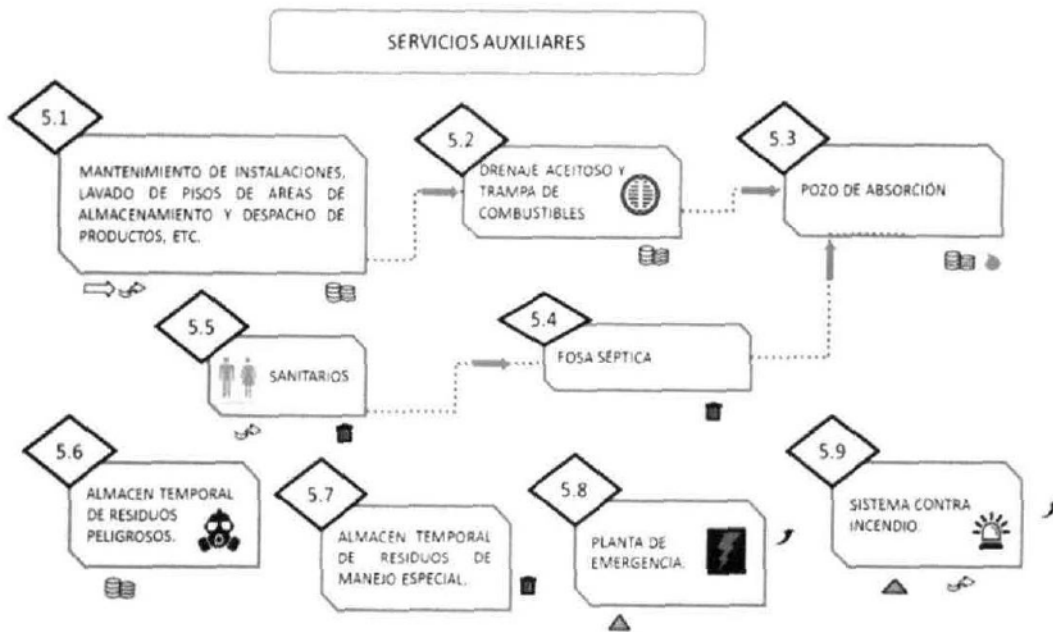 SERVICIOS AUXILIARES
5.1
MANTENIMIENTO DE INSTALACIONES,
LAVADO DE PISOS DE AREAS DE
ALMACENAMIENTO Y DESPACHO DE
PRODUCTOS, ETC.
5.2
DRENAJE ACEITOSO Y
TRAMPA DE
COMBUSTIBLES
5.3
POZO DE ABSORCIÓN
5.5
SANITARIOS
5.4
FOSA SÉPTICA
5.6
ALMACEN TEMPORAL
DE RESIDUOS
PELIGROSOS.
5.7
ALMACEN TEMPORAL
DE RESIDUOS DE
MANEJO ESPECIAL.
5.8
PLANTA DE
EMERGENCIA.
5.9
SISTEMA CONTRA
INCENDIO.